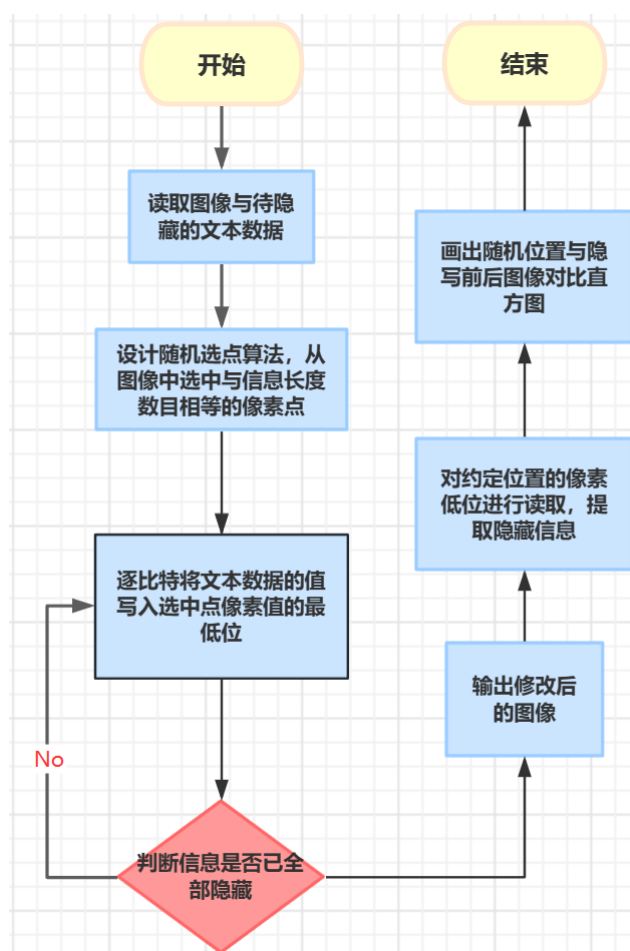 开始
读取图像与待隐
藏的文本数据
设计随机选点算法，从
图像中选中与信息长度
数目相等的像素点
逐比特将文本数据的值
写入选中点像素值的最
低位
No
判断信息是否已全
部隐藏
输出修改后
的图像
对约定位置的像素
低位进行读取，提
取隐藏信息
画出随机位置与隐
写前后图像对比直
方图
结束